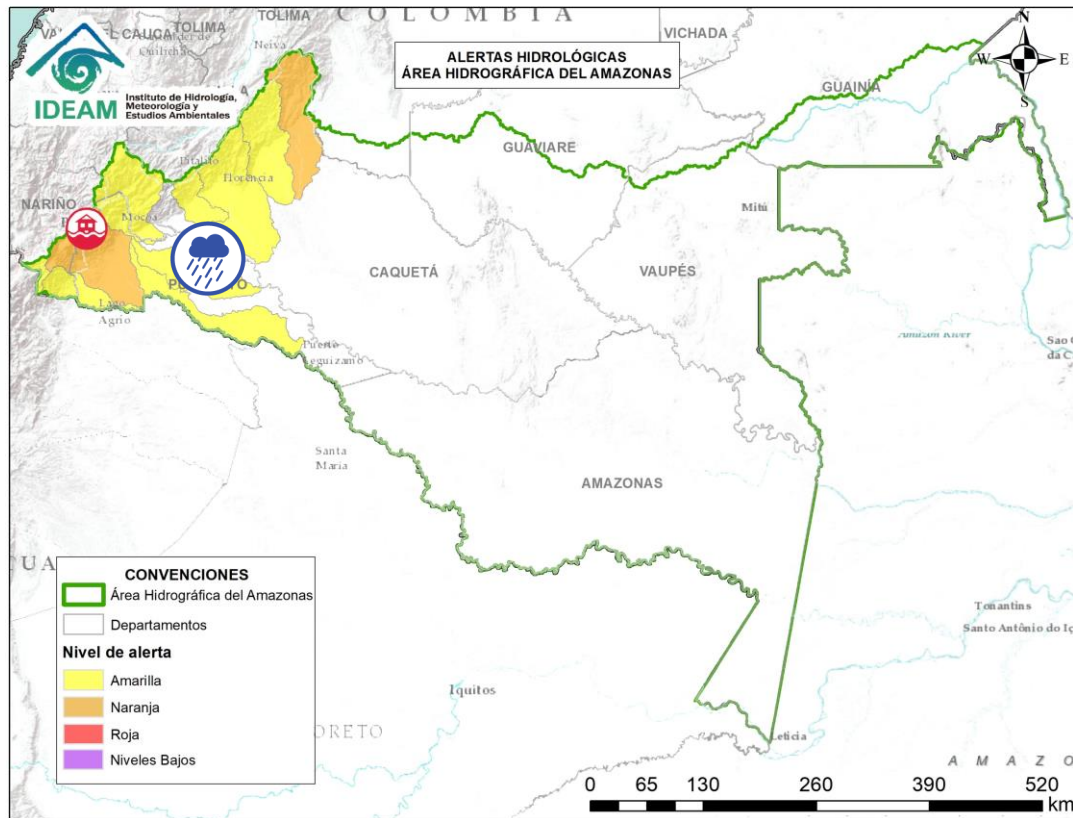 COLOMBIA
TOLIMA
TOLIMA
CAUCA
Neiva
VICHADA
IDEAM
Instituto de Hidrología,
Meteorología y
Estudios Ambientales
ALERTAS HIDROLÓGICAS
ÁREA HIDROGRÁFICA DEL AMAZONAS
N
W
E
S
GUAINÍA
GUAVIARE
Pitalito
Florencia
NARIÑO
Mocoa
Mitú
CAQUETÁ
VAUPÉS
Lago
Agrio
Puerto
Leguizamo
Amazon River
Santa
Maria
AMAZONAS
CONVENCIONES
Área Hidrográfica del Amazonas
Departamentos
Nivel de alerta
Amarilla
Naranja
Roja
Niveles Bajos
Iquitos
ORETO
Tonantins
Santo Antônio do Iç
Leticia
AMAZO
0 65 130 260 390 520
km